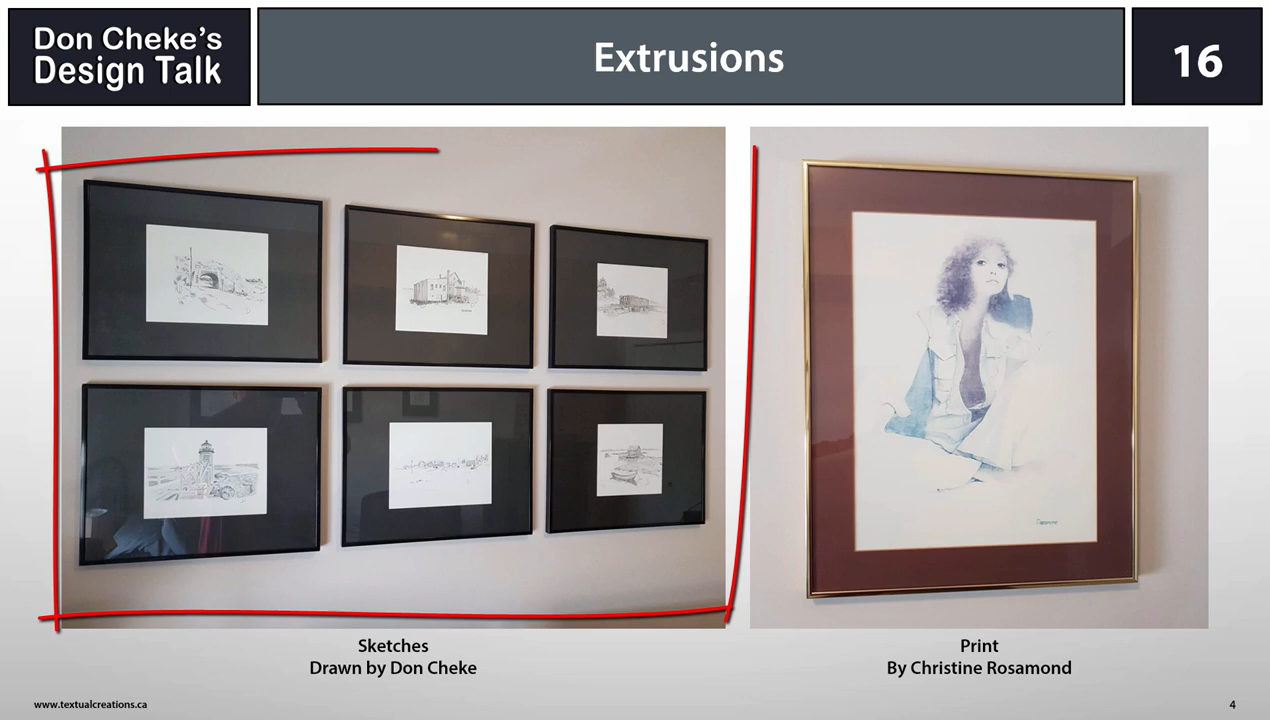 Don Cheke's
Design Talk
Extrusions
16
Sketches
Drawn by Don Cheke
Print
By Christine Rosamond
www.textualcreations.ca
4